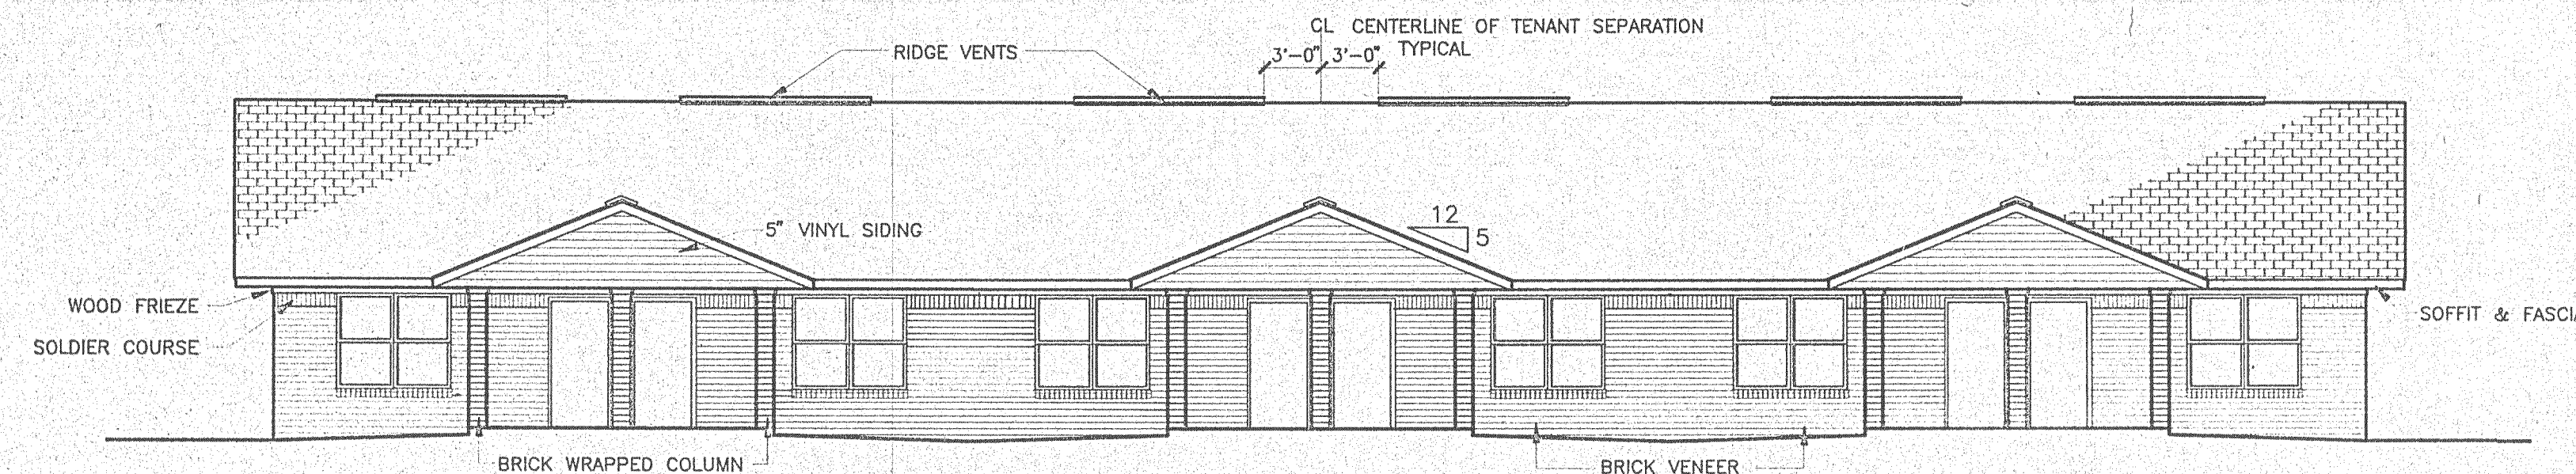 CL CENTERLINE OF TENANT SEPARATION
TYPICAL
3'-0" 3'-0"
RIDGE VENTS
5" VINYL SIDING
12
5
WOOD FRIEZE
SOLDIER COURSE
SOFFIT & FASCI
BRICK WRAPPED COLUMN
BRICK VENEER